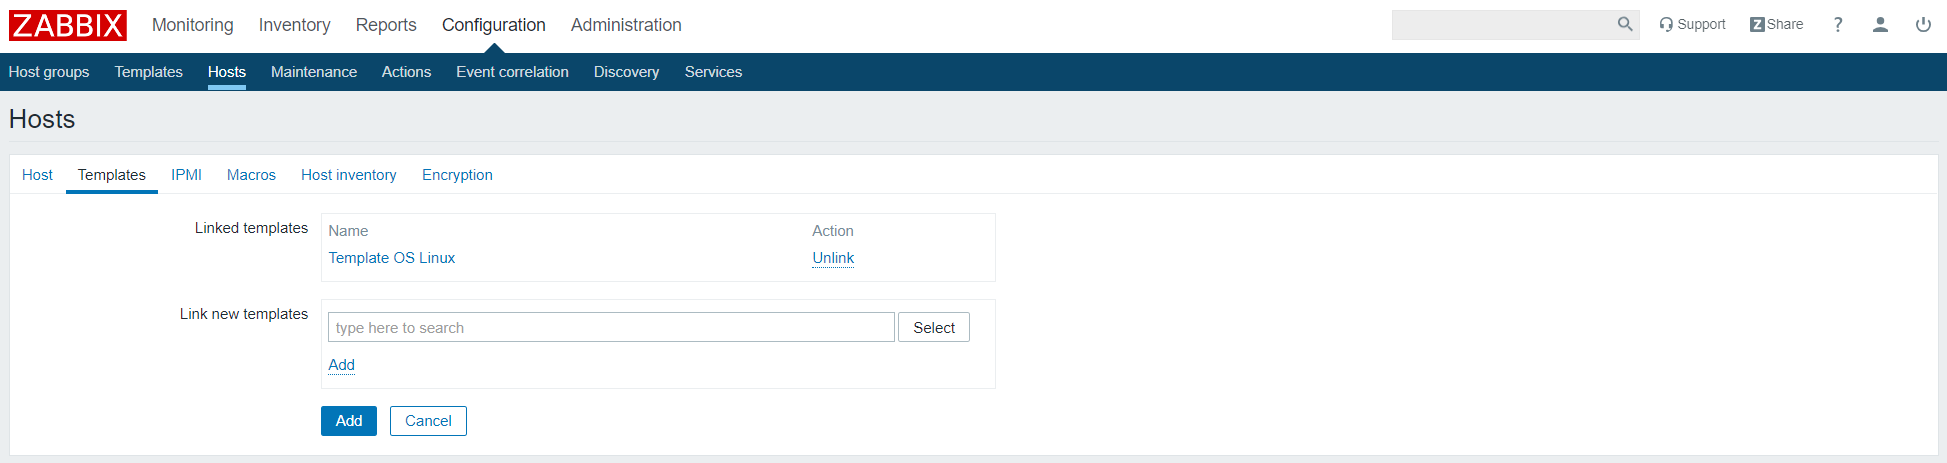 ZABBIX Monitoring Inventory Reports Configuration Administration Support Z Share ?
Host groups Templates Hosts Maintenance Actions Event correlation Discovery Services
Hosts
Host Templates IPMI Macros Host inventory Encryption
Linked templates Name Action
Template OS Linux Unlink
Link new templates
type here to search Select
Add
Add Cancel